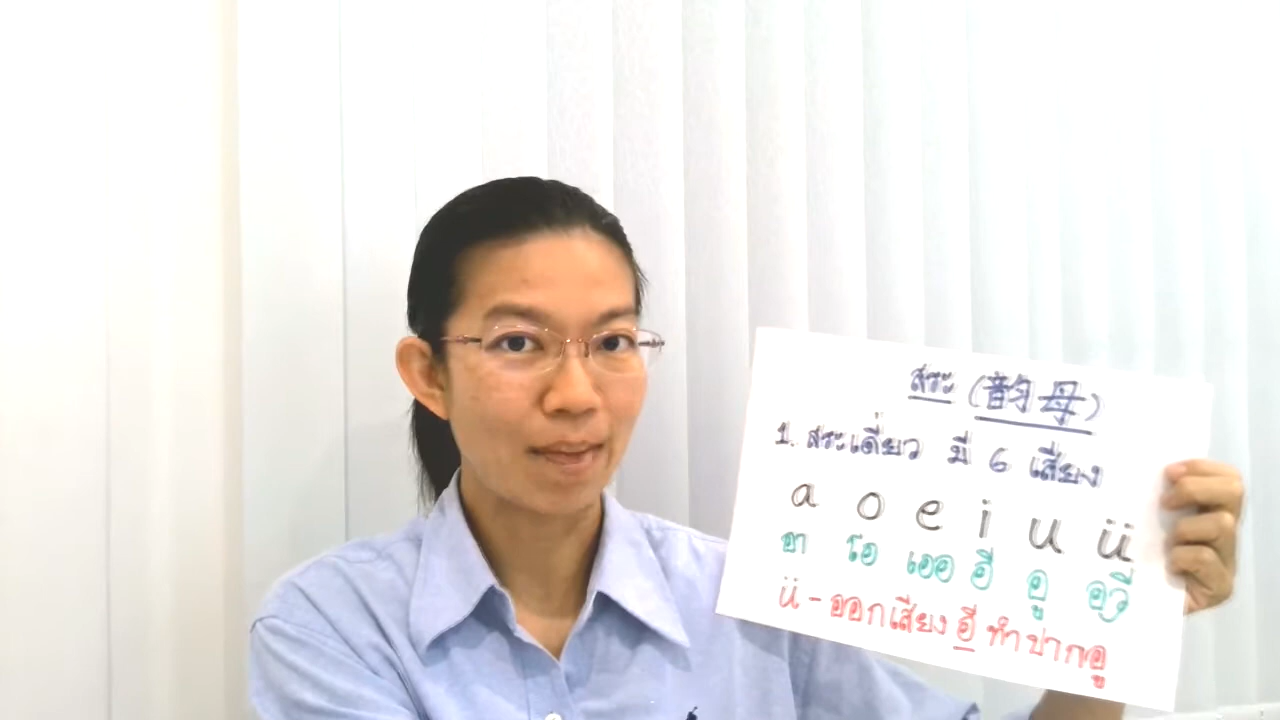 สระ (韵母)
1. สระเดี่ยว มี 6 เสียง
a o e i u ü
อา โอ เออ อี อู อวี
ü - ออกเสียง อี ทำปากอู